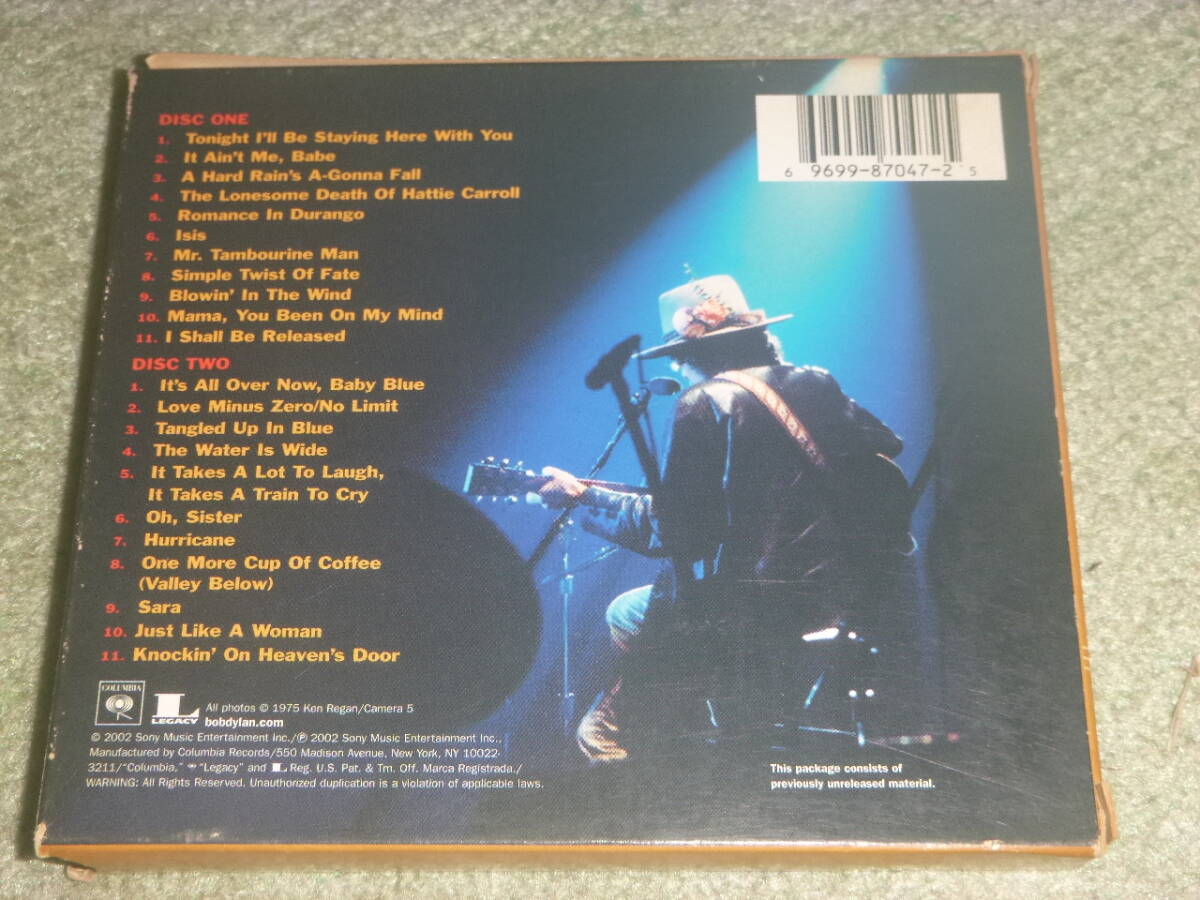 DISC ONE
1. Tonight I'll Be Staying Here With You
2. It Ain't Me, Babe
3. A Hard Rain's A-Gonna Fall
4. The Lonesome Death Of Hattie Carroll
5. Romance In Durango
6. Isis
7. Mr. Tambourine Man
8. Simple Twist Of Fate
9. Blowin' In The Wind
10. Mama, You Been On My Mind
11. I Shall Be Released
DISC TWO
1. It's All Over Now, Baby Blue
2. Love Minus Zero/No Limit
3. Tangled Up In Blue
4. The Water Is Wide
5. It Takes A Lot To Laugh,
It Takes A Train To Cry
6. Oh, Sister
7. Hurricane
8. One More Cup Of Coffee
(Valley Below)
9. Sara
10. Just Like A Woman
11. Knockin' On Heaven's Door
6 9699-87047-2 5
COLUMBIA
L
LEGACY
All photos © 1975 Ken Regan/Camera 5
bobdylan.com
© 2002 Sony Music Entertainment Inc./℗ 2002 Sony Music Entertainment Inc.,
Manufactured by Columbia Records/550 Madison Avenue, New York, NY 10022-
3211/"Columbia," "Legacy" and L Reg. U.S. Pat. & Tm. Off. Marca Registrada./
WARNING: All Rights Reserved. Unauthorized duplication is a violation of applicable laws.
This package consists of
previously unreleased material.